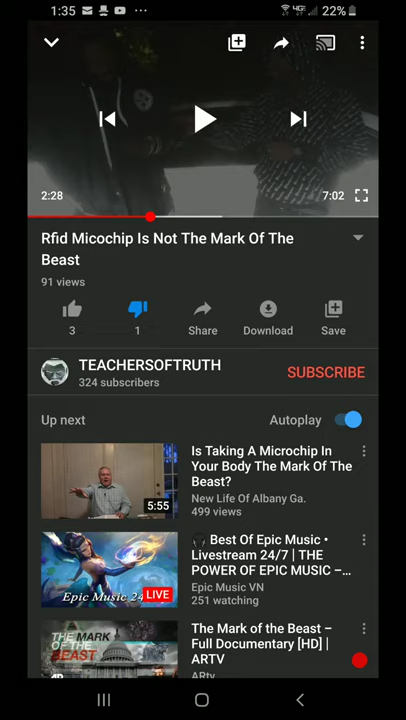 1:35
22%
2:28
7:02
Rfid Micochip Is Not The Mark Of The
Beast
91 views
3
1
Share
Download
Save
TEACHERSOFTRUTH
324 subscribers
SUBSCRIBE
Up next
Autoplay
Is Taking A Microchip In
Your Body The Mark Of The
Beast?
New Life Of Albany Ga.
499 views
5:55
Best Of Epic Music •
Livestream 24/7 | THE
POWER OF EPIC MUSIC –...
Epic Music VN
251 watching
Epic Music 24
LIVE
The Mark of the Beast –
Full Documentary [HD] |
ARTV
ARtv
THE MARK
OF THE
BEAST